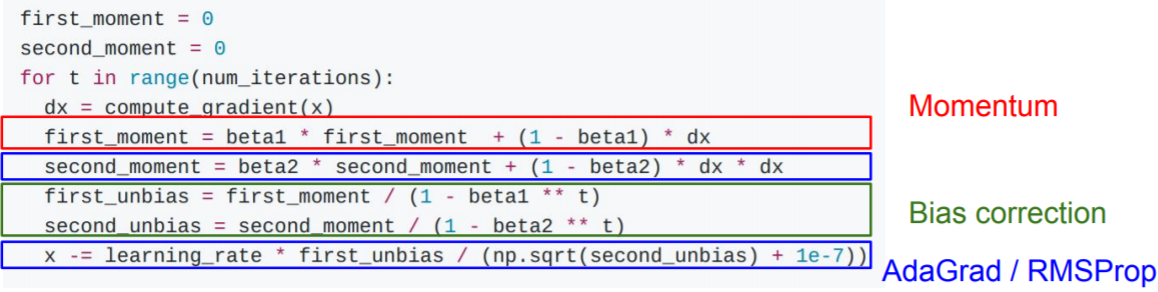 first_moment = 0
second_moment = 0
for t in range(num_iterations):
  dx = compute_gradient(x)
  first_moment = beta1 * first_moment  + (1 - beta1) * dx
  second_moment = beta2 * second_moment + (1 - beta2) * dx * dx
  first_unbias = first_moment / (1 - beta1 ** t)
  second_unbias = second_moment / (1 - beta2 ** t)
  x -= learning_rate * first_unbias / (np.sqrt(second_unbias) + 1e-7))
Momentum
Bias correction
AdaGrad / RMSProp